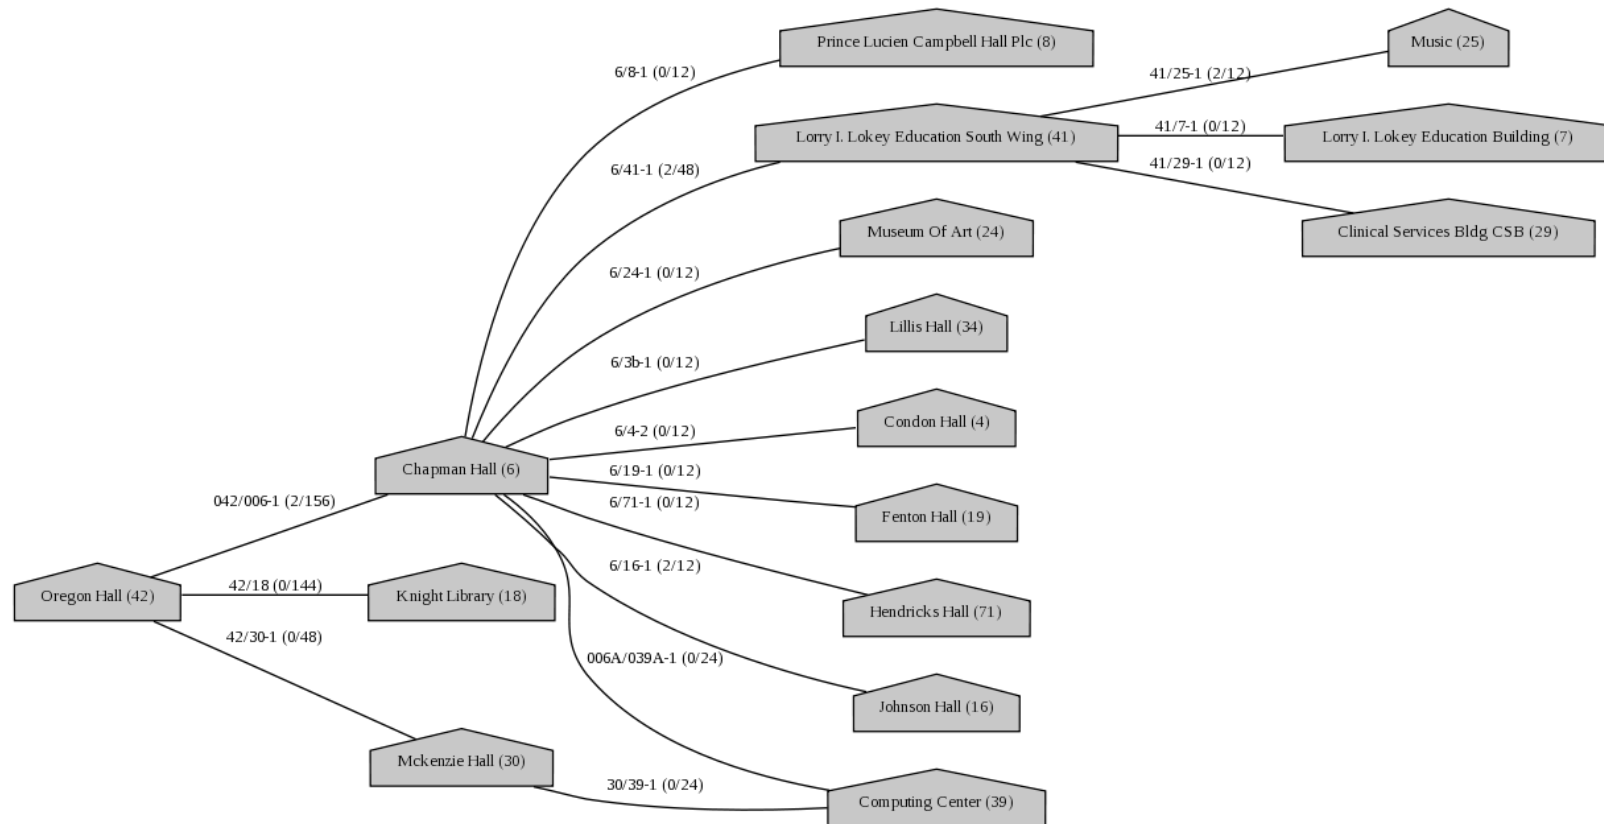 Prince Lucien Campbell Hall Plc (8)
Music (25)
6/8-1 (0/12)
41/25-1 (2/12)
Lorry I. Lokey Education South Wing (41)
41/7-1 (0/12)
Lorry I. Lokey Education Building (7)
6/41-1 (2/48)
41/29-1 (0/12)
Museum Of Art (24)
Clinical Services Bldg CSB (29)
6/24-1 (0/12)
Lillis Hall (34)
6/3b-1 (0/12)
Condon Hall (4)
6/4-2 (0/12)
Chapman Hall (6)
6/19-1 (0/12)
042/006-1 (2/156)
6/71-1 (0/12)
Fenton Hall (19)
6/16-1 (2/12)
42/18 (0/144)
Oregon Hall (42)
Knight Library (18)
Hendricks Hall (71)
42/30-1 (0/48)
006A/039A-1 (0/24)
Johnson Hall (16)
Mckenzie Hall (30)
30/39-1 (0/24)
Computing Center (39)